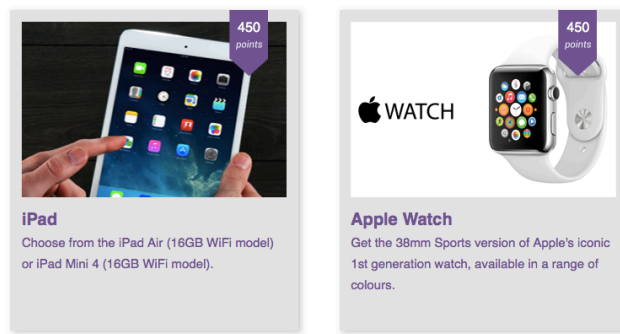 450
points
iPad
Choose from the iPad Air (16GB WiFi model)
or iPad Mini 4 (16GB WiFi model).
450
points
WATCH
Apple Watch
Get the 38mm Sports version of Apple's iconic
1st generation watch, available in a range of
colours.